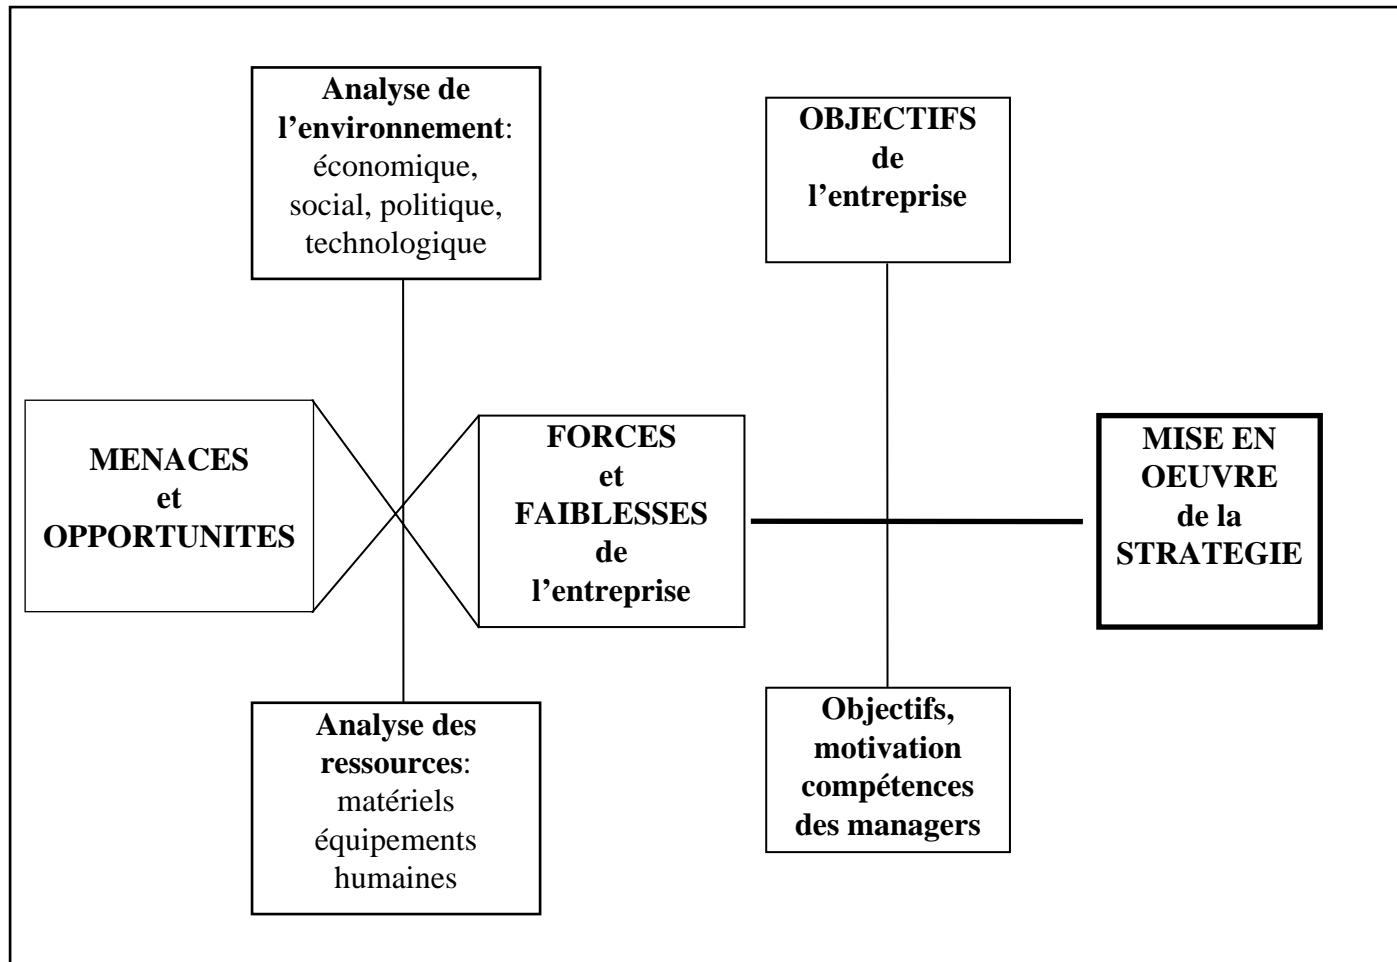 Analyse de
l’environnement:
économique,
social, politique,
technologique
OBJECTIFS
de
l’entreprise
MENACES
et
OPPORTUNITES
FORCES
et
FAIBLESSES
de
l’entreprise
MISE EN
OEUVRE
de la
STRATEGIE
Analyse des
ressources:
matériels
équipements
humaines
Objectifs,
motivation
compétences
des managers